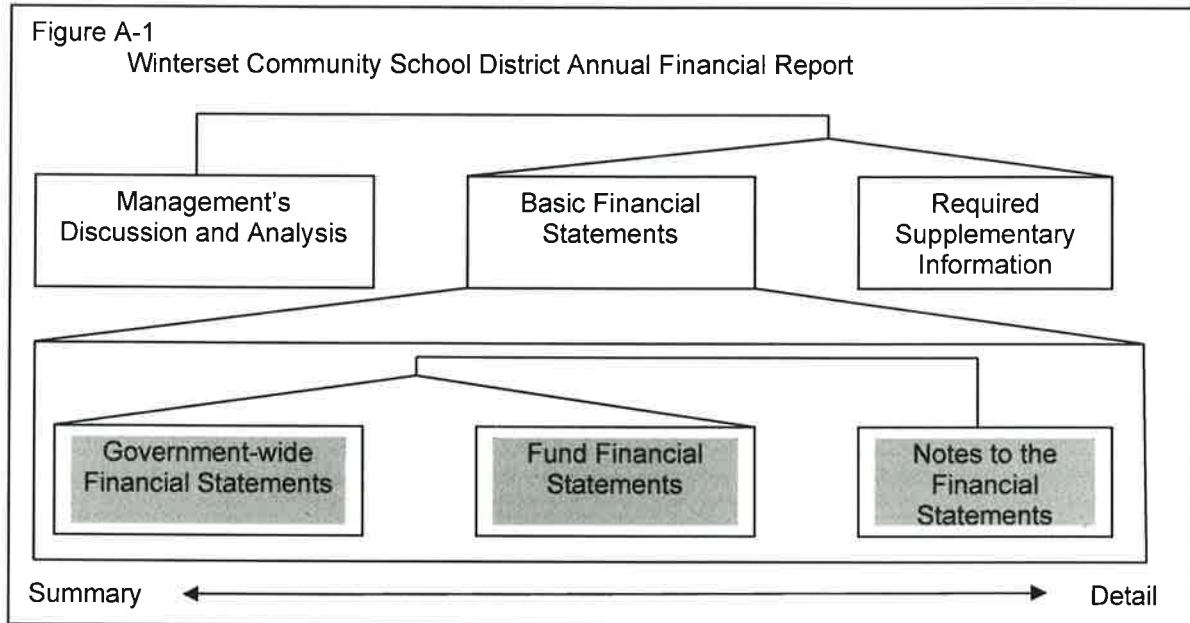 Figure A-1
Winterset Community School District Annual Financial Report
Management's
Discussion and Analysis
Basic Financial
Statements
Required
Supplementary
Information
Government-wide
Financial Statements
Fund Financial
Statements
Notes to the
Financial
Statements
Summary
Detail